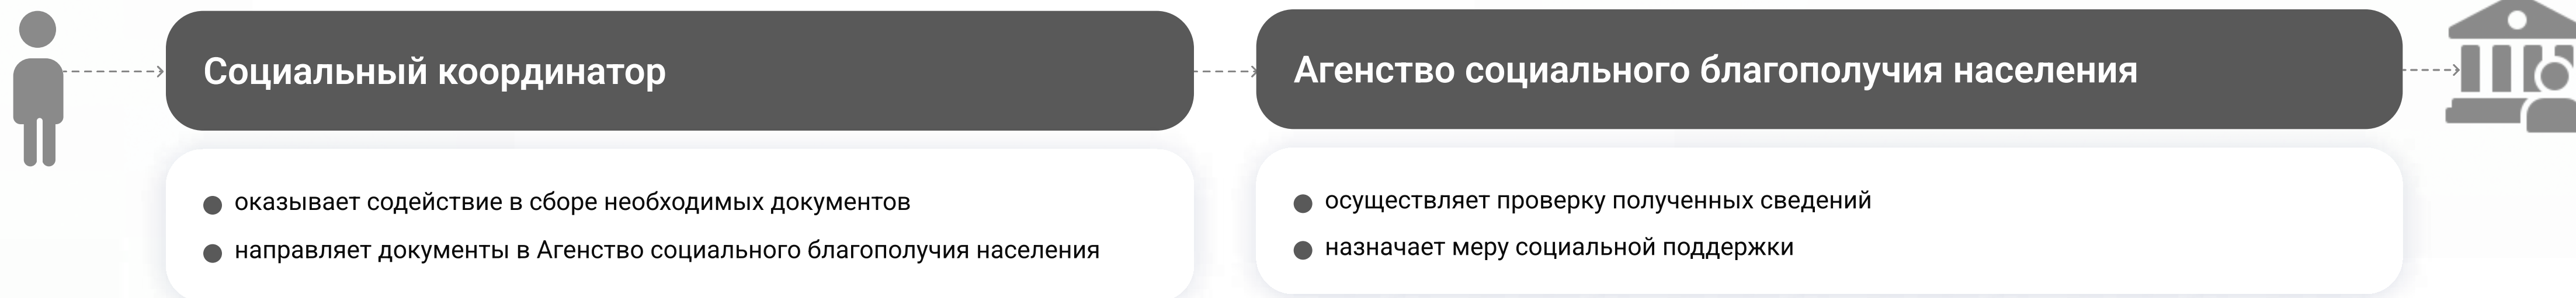 Социальный координатор
оказывает содействие в сборе необходимых документов
направляет документы в Агенство социального благополучия населения
Агенство социального благополучия населения
осуществляет проверку полученных сведений
назначает меру социальной поддержки